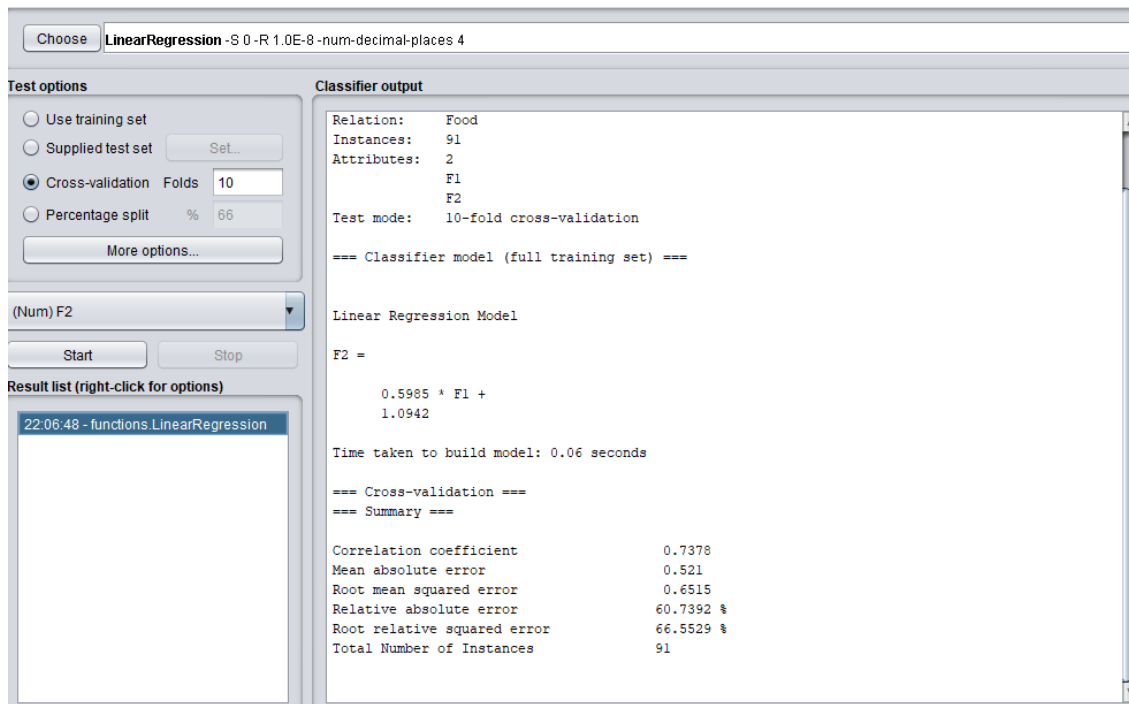 Choose LinearRegression -S 0 -R 1.0E-8 -num-decimal-places 4
Test options
Use training set
Supplied test set Set...
Cross-validation Folds 10
Percentage split % 66
More options...
(Num) F2
Start Stop
Result list (right-click for options)
22:06:48 - functions.LinearRegression
Classifier output
Relation: Food
Instances: 91
Attributes: 2
F1
F2
Test mode: 10-fold cross-validation
=== Classifier model (full training set) ===
Linear Regression Model
F2 =
0.5985 * F1 +
1.0942
Time taken to build model: 0.06 seconds
=== Cross-validation ===
=== Summary ===
Correlation coefficient 0.7378
Mean absolute error 0.521
Root mean squared error 0.6515
Relative absolute error 60.7392 %
Root relative squared error 66.5529 %
Total Number of Instances 91